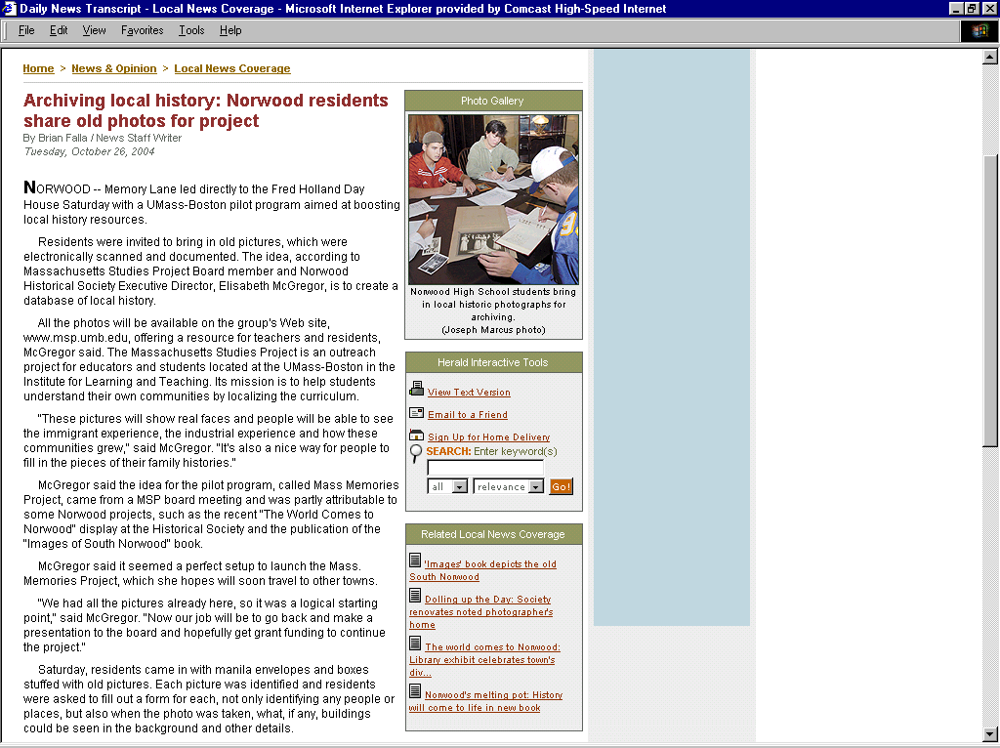 Daily News Transcript - Local News Coverage - Microsoft Internet Explorer provided by Comcast High-Speed Internet
File Edit View Favorites Tools Help
Home > News & Opinion > Local News Coverage
Archiving local history: Norwood residents
share old photos for project
By Brian Falla / News Staff Writer
Tuesday, October 26, 2004
NORWOOD -- Memory Lane led directly to the Fred Holland Day
House Saturday with a UMass-Boston pilot program aimed at boosting
local history resources.
Residents were invited to bring in old pictures, which were
electronically scanned and documented. The idea, according to
Massachusetts Studies Project Board member and Norwood
Historical Society Executive Director, Elisabeth McGregor, is to create a
database of local history.
All the photos will be available on the group's Web site,
www.msp.umb.edu, offering a resource for teachers and residents,
McGregor said. The Massachusetts Studies Project is an outreach
project for educators and students located at the UMass-Boston in the
Institute for Learning and Teaching. Its mission is to help students
understand their own communities by localizing the curriculum.
"These pictures will show real faces and people will be able to see
the immigrant experience, the industrial experience and how these
communities grew," said McGregor. "It's also a nice way for people to
fill in the pieces of their family histories."
McGregor said the idea for the pilot program, called Mass Memories
Project, came from a MSP board meeting and was partly attributable to
some Norwood projects, such as the recent "The World Comes to
Norwood" display at the Historical Society and the publication of the
"Images of South Norwood" book.
McGregor said it seemed a perfect setup to launch the Mass.
Memories Project, which she hopes will soon travel to other towns.
"We had all the pictures already here, so it was a logical starting
point," said McGregor. "Now our job will be to go back and make a
presentation to the board and hopefully get grant funding to continue
the project."
Saturday, residents came in with manila envelopes and boxes
stuffed with old pictures. Each picture was identified and residents
were asked to fill out a form for each, not only identifying any people or
places, but also when the photo was taken, what, if any, buildings
could be seen in the background and other details.
Photo Gallery
Norwood High School students bring
in local historic photographs for
archiving.
(Joseph Marcus photo)
Herald Interactive Tools
View Text Version
Email to a Friend
Sign Up for Home Delivery
SEARCH: Enter keyword(s)
all relevance Go!
Related Local News Coverage
'Images' book depicts the old
South Norwood
Dolling up the Day: Society
renovates noted photographer's
home
The world comes to Norwood:
Library exhibit celebrates town's
div...
Norwood's melting pot: History
will come to life in new book